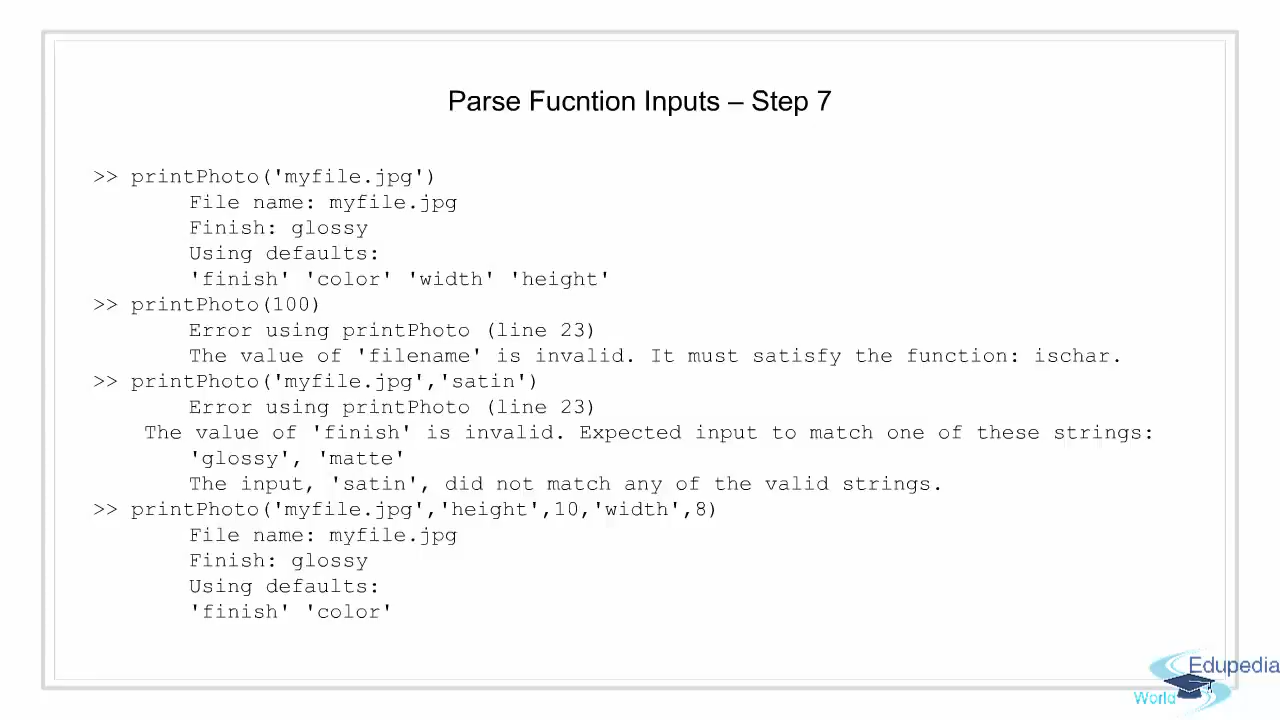 Parse Fucntion Inputs – Step 7
>> printPhoto('myfile.jpg')
File name: myfile.jpg
Finish: glossy
Using defaults:
'finish' 'color' 'width' 'height'
>> printPhoto(100)
Error using printPhoto (line 23)
The value of 'filename' is invalid. It must satisfy the function: ischar.
>> printPhoto('myfile.jpg','satin')
Error using printPhoto (line 23)
The value of 'finish' is invalid. Expected input to match one of these strings:
'glossy', 'matte'
The input, 'satin', did not match any of the valid strings.
>> printPhoto('myfile.jpg','height',10,'width',8)
File name: myfile.jpg
Finish: glossy
Using defaults:
'finish' 'color'
Edupedia
World